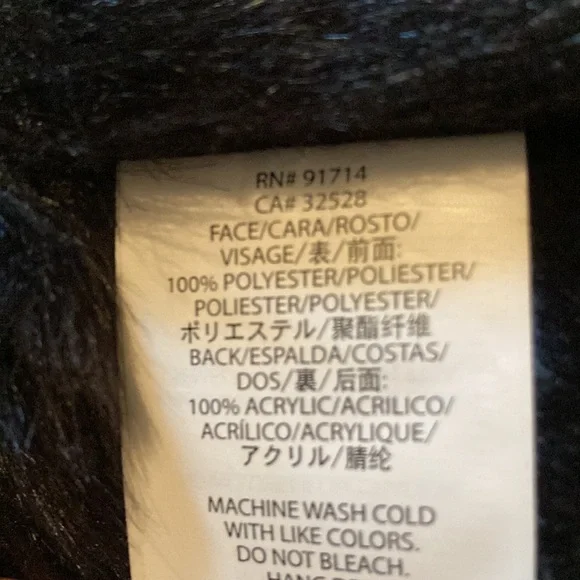 RN# 91714
CA# 32528
FACE/CARA/ROSTO/
VISAGE/表/前面:
100% POLYESTER/POLIESTER/
POLIESTER/POLYESTER/
ポリエステル/聚酯纤维
BACK/ESPALDA/COSTAS/
DOS/裏/后面:
100% ACRYLIC/ACRILICO/
ACRÍLICO/ACRYLIQUE/
アクリル/腈纶
MACHINE WASH COLD
WITH LIKE COLORS.
DO NOT BLEACH.
HANG